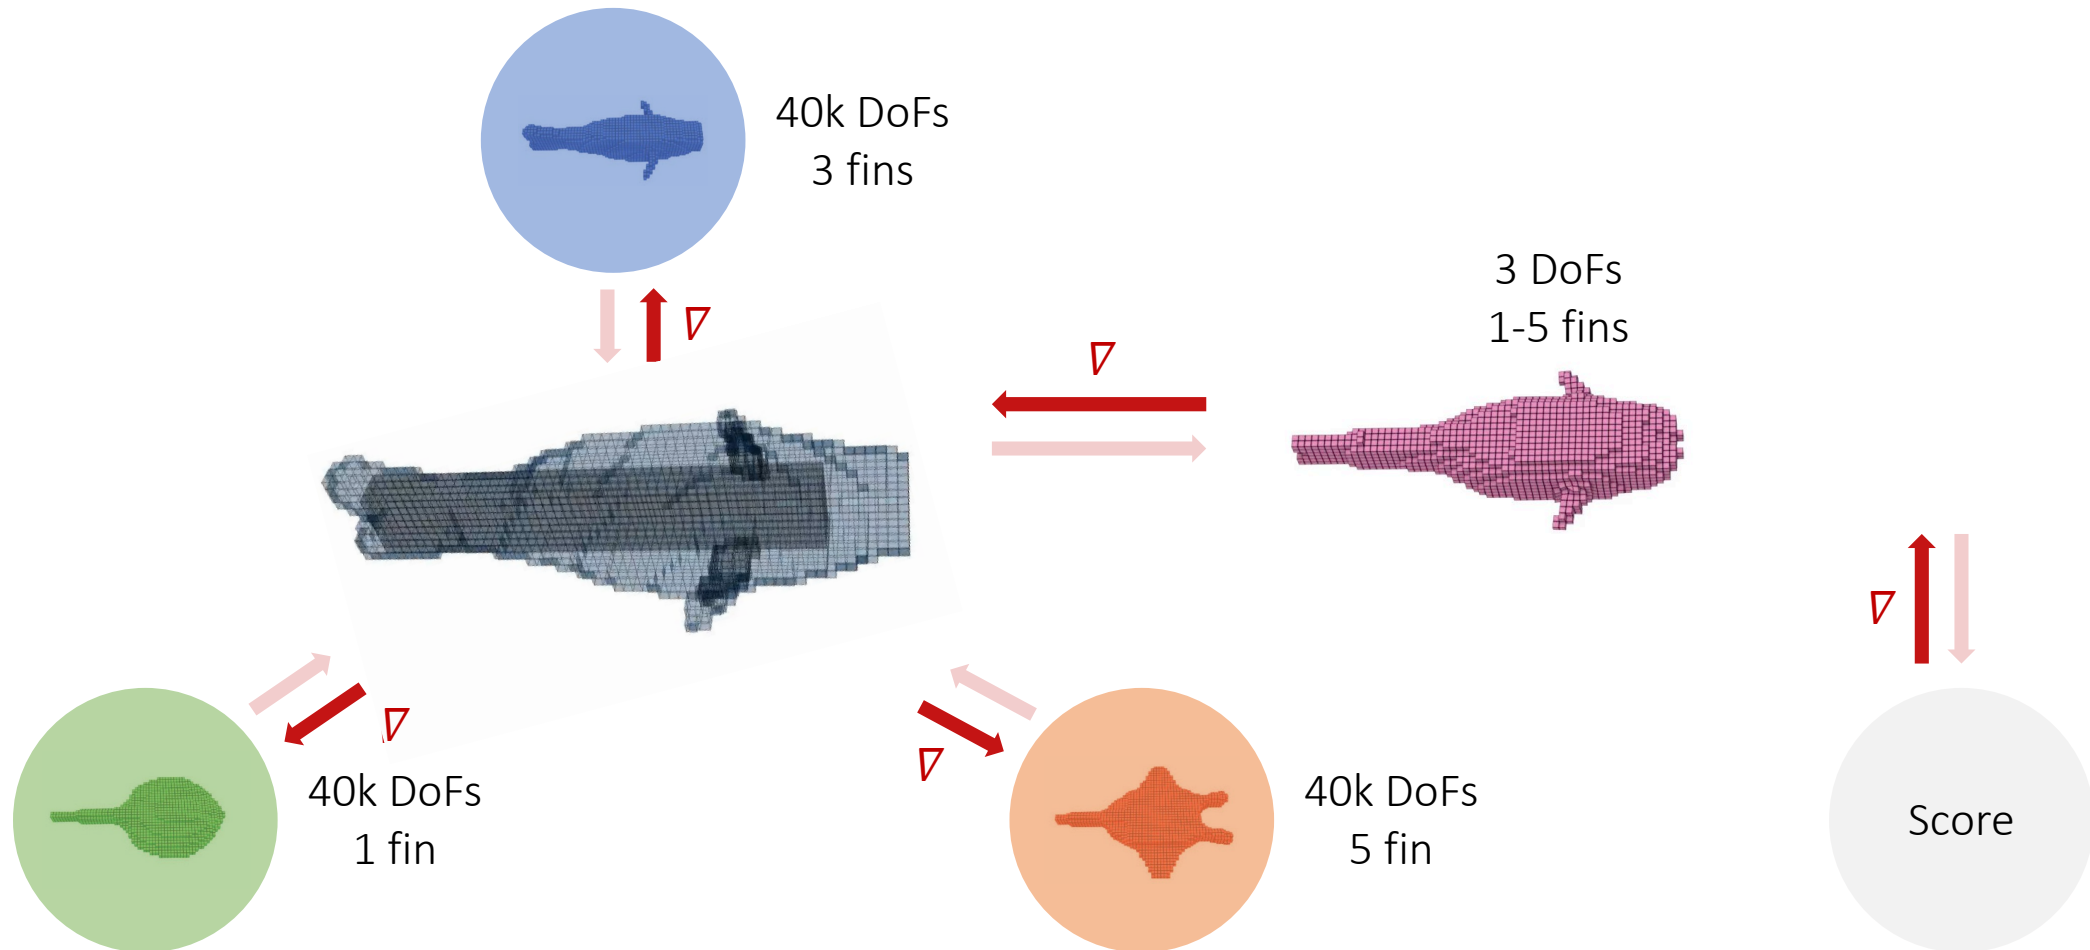 40k DoFs
3 fins
3 DoFs
1-5 fins
∇
∇
∇
∇
∇
40k DoFs
1 fin
40k DoFs
5 fin
Score